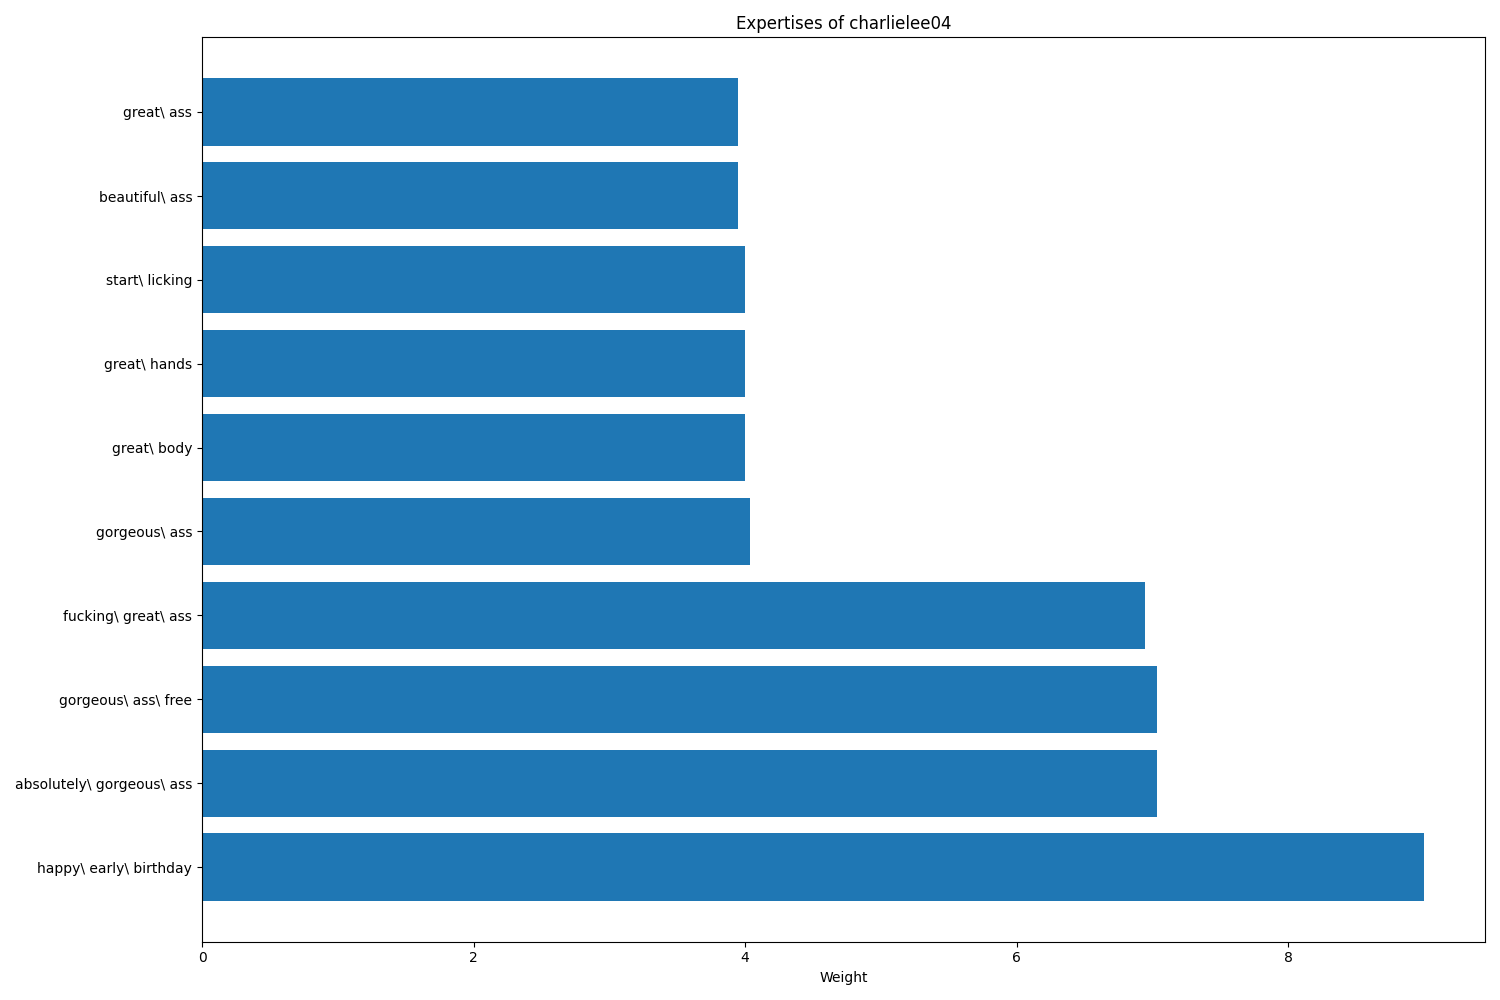 Expertises of charlielee04
great\ ass
beautiful\ ass
start\ licking
great\ hands
great\ body
gorgeous\ ass
fucking\ great\ ass
gorgeous\ ass\ free
absolutely\ gorgeous\ ass
happy\ early\ birthday
0 2 4 6 8
Weight